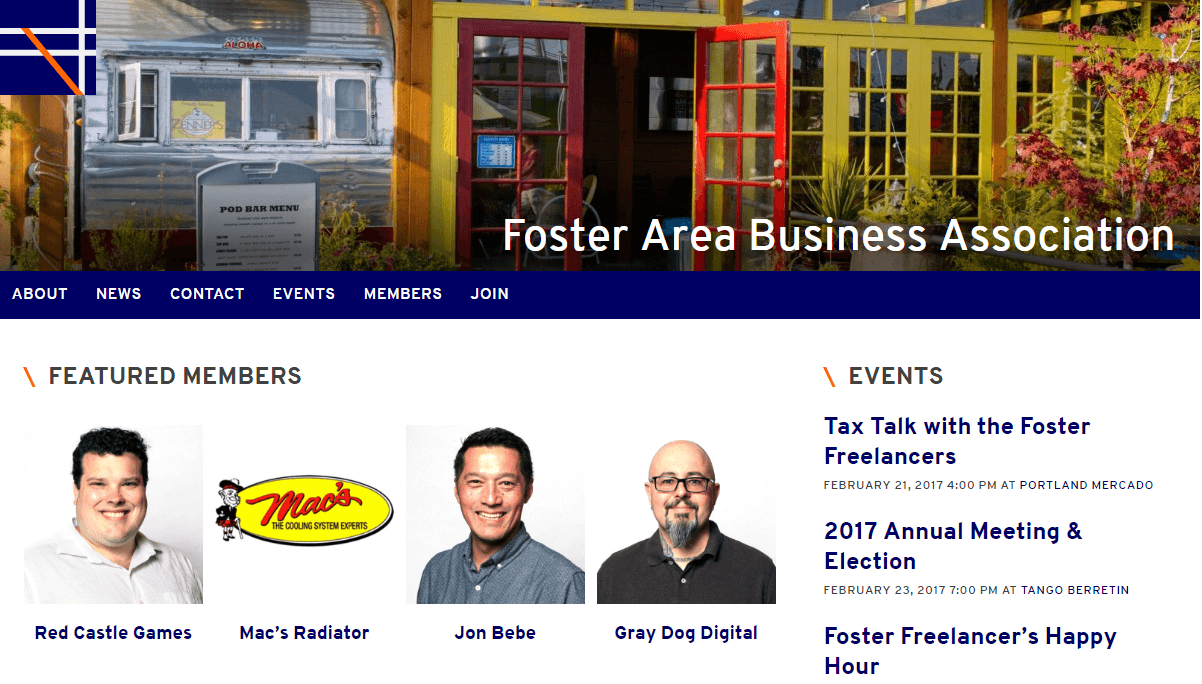 ALOHA
ZENNER'S
POD BAR MENU
Foster Area Business Association
ABOUT NEWS CONTACT EVENTS MEMBERS JOIN
\ FEATURED MEMBERS
Mac's
THE COOLING SYSTEM EXPERTS
Red Castle Games
Mac’s Radiator
Jon Bebe
Gray Dog Digital
\ EVENTS
Tax Talk with the Foster
Freelancers
FEBRUARY 21, 2017 4:00 PM AT PORTLAND MERCADO
2017 Annual Meeting &
Election
FEBRUARY 23, 2017 7:00 PM AT TANGO BERRETIN
Foster Freelancer’s Happy
Hour